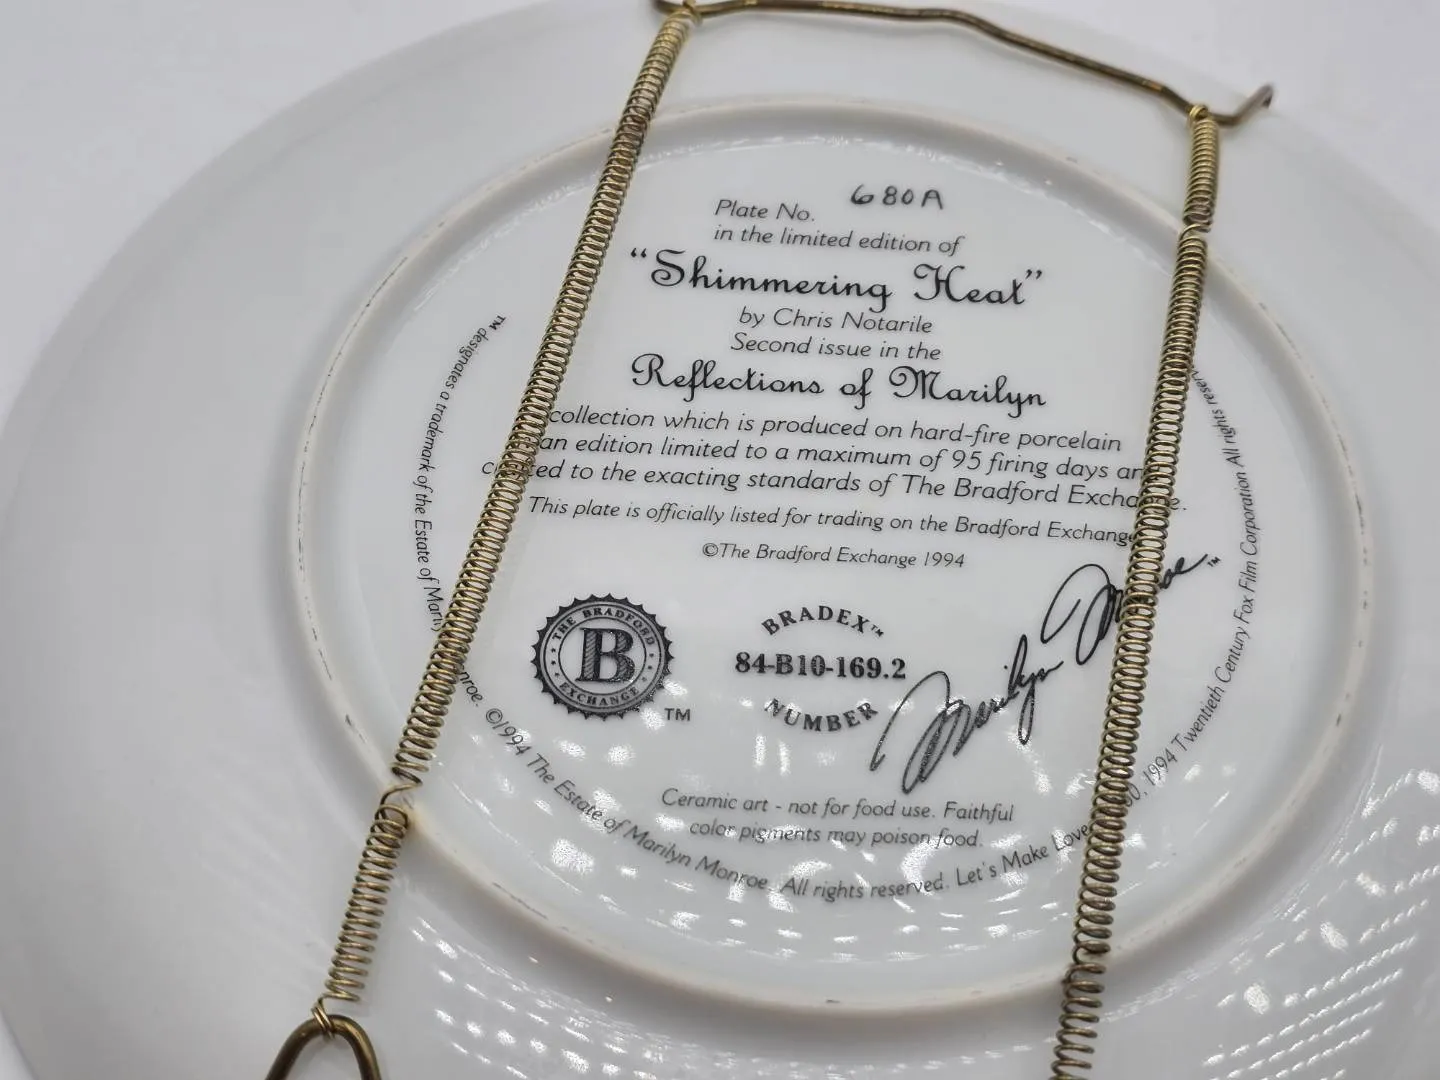 Plate No. 680A
in the limited edition of
"Shimmering Heat"
by Chris Notarile
Second issue in the
Reflections of Marilyn
collection which is produced on hard-fire porcelain
an edition limited to a maximum of 95 firing days
to the exacting standards of The Bradford Exchange.
This plate is officially listed for trading on the Bradford Exchange
©The Bradford Exchange 1994
THE BRADFORD
B
EXCHANGE
TM
BRADEX™
84-B10-169.2
NUMBER
Marilyn Monroe™
Ceramic art - not for food use. Faithful
color pigments may poison food.
™ designates a trademark of the Estate of Marilyn Monroe. ©1994 The Estate of Marilyn Monroe. All rights reserved. Let's Make Love 1994 Twentieth Century Fox Film Corporation All rights